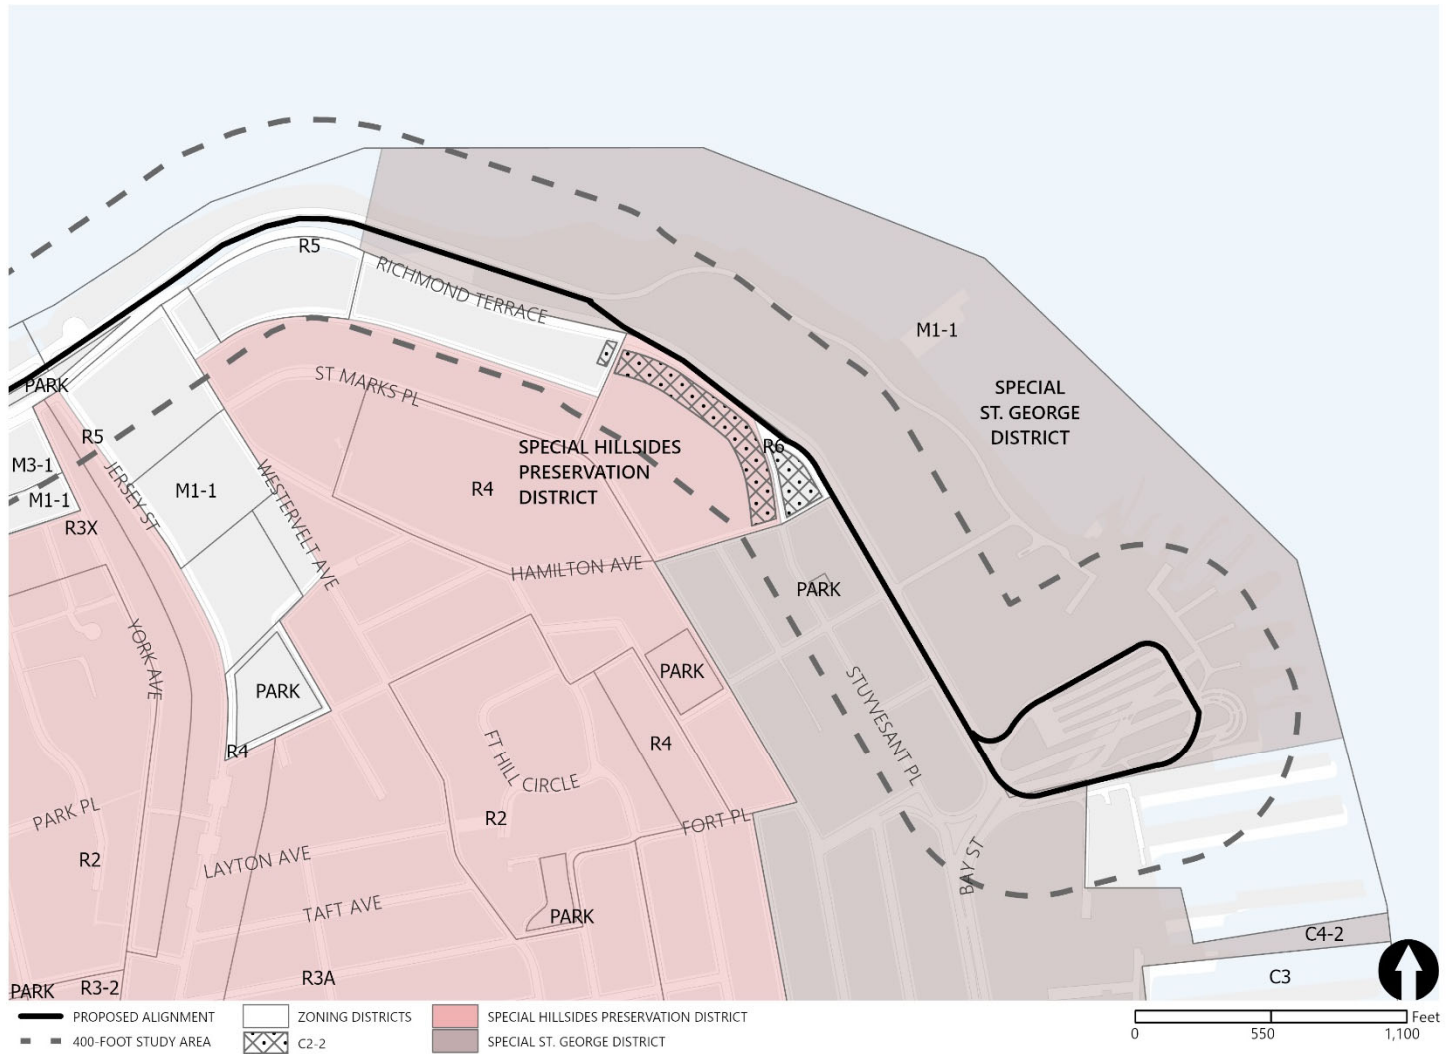 R5
RICHMOND TERRACE
M1-1
SPECIAL
ST. GEORGE
DISTRICT
PARK
ST MARKS PL
R5
R6
SPECIAL HILLSIDES
PRESERVATION
DISTRICT
M3-1
M1-1
JERSEY ST
M1-1
WESTERVELT AVE
R4
R3X
HAMILTON AVE
PARK
YORK AVE
PARK
PARK
STUYVESANT PL
R4
R4
FT HILL CIRCLE
PARK PL
R2
R2
FORT PL
LAYTON AVE
BAY ST
TAFT AVE
PARK
C4-2
R3A
C3
PARK
R3-2
PROPOSED ALIGNMENT
400-FOOT STUDY AREA
ZONING DISTRICTS
C2-2
SPECIAL HILLSIDES PRESERVATION DISTRICT
SPECIAL ST. GEORGE DISTRICT
Feet
0 550 1,100